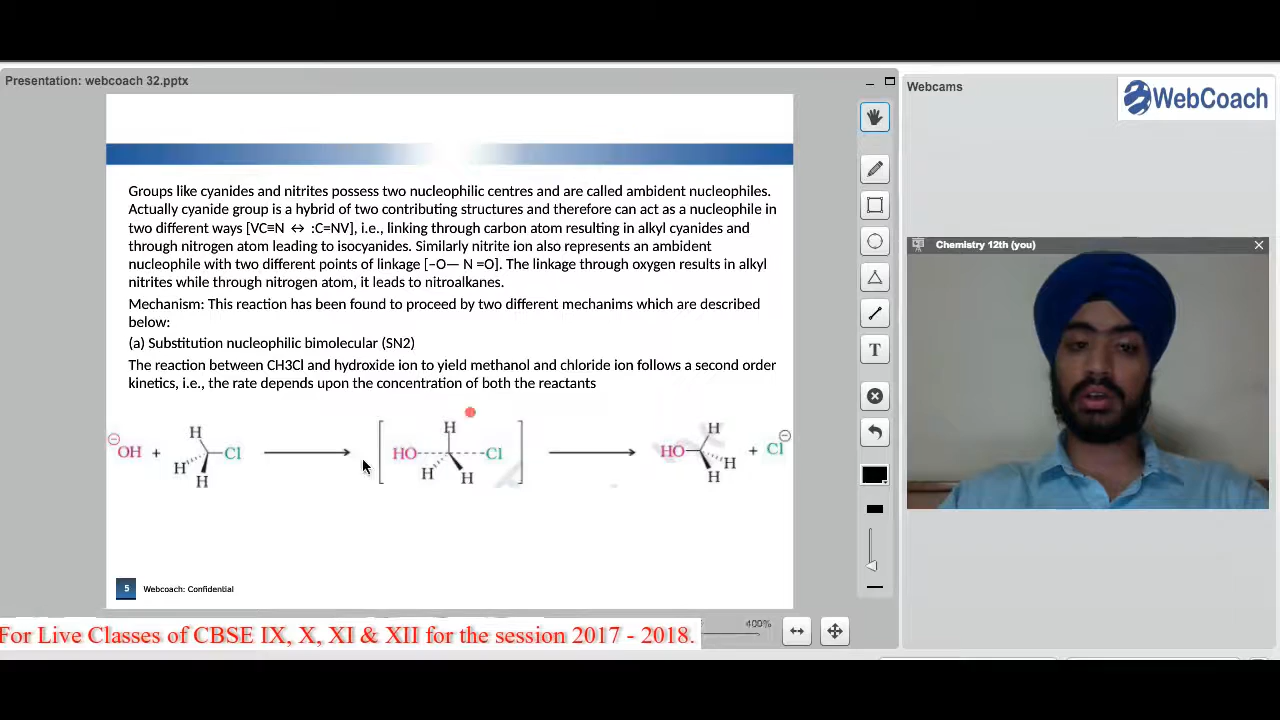 Presentation: webcoach 32.pptx
Webcams
WebCoach
Groups like cyanides and nitrites possess two nucleophilic centres and are called ambident nucleophiles.
Actually cyanide group is a hybrid of two contributing structures and therefore can act as a nucleophile in
two different ways [VC≡N ↔ :C=NV], i.e., linking through carbon atom resulting in alkyl cyanides and
through nitrogen atom leading to isocyanides. Similarly nitrite ion also represents an ambident
nucleophile with two different points of linkage [–O— N =O]. The linkage through oxygen results in alkyl
nitrites while through nitrogen atom, it leads to nitroalkanes.
Mechanism: This reaction has been found to proceed by two different mechanims which are described
below:
(a) Substitution nucleophilic bimolecular (SN2)
The reaction between CH3Cl and hydroxide ion to yield methanol and chloride ion follows a second order
kinetics, i.e., the rate depends upon the concentration of both the reactants
H H H
⊖OH + Cl → [HO Cl] → HO + Cl⊖
H H H H H H
5 Webcoach: Confidential
Chemistry 12th (you)
T
For Live Classes of CBSE IX, X, XI & XII for the session 2017 - 2018.
400%